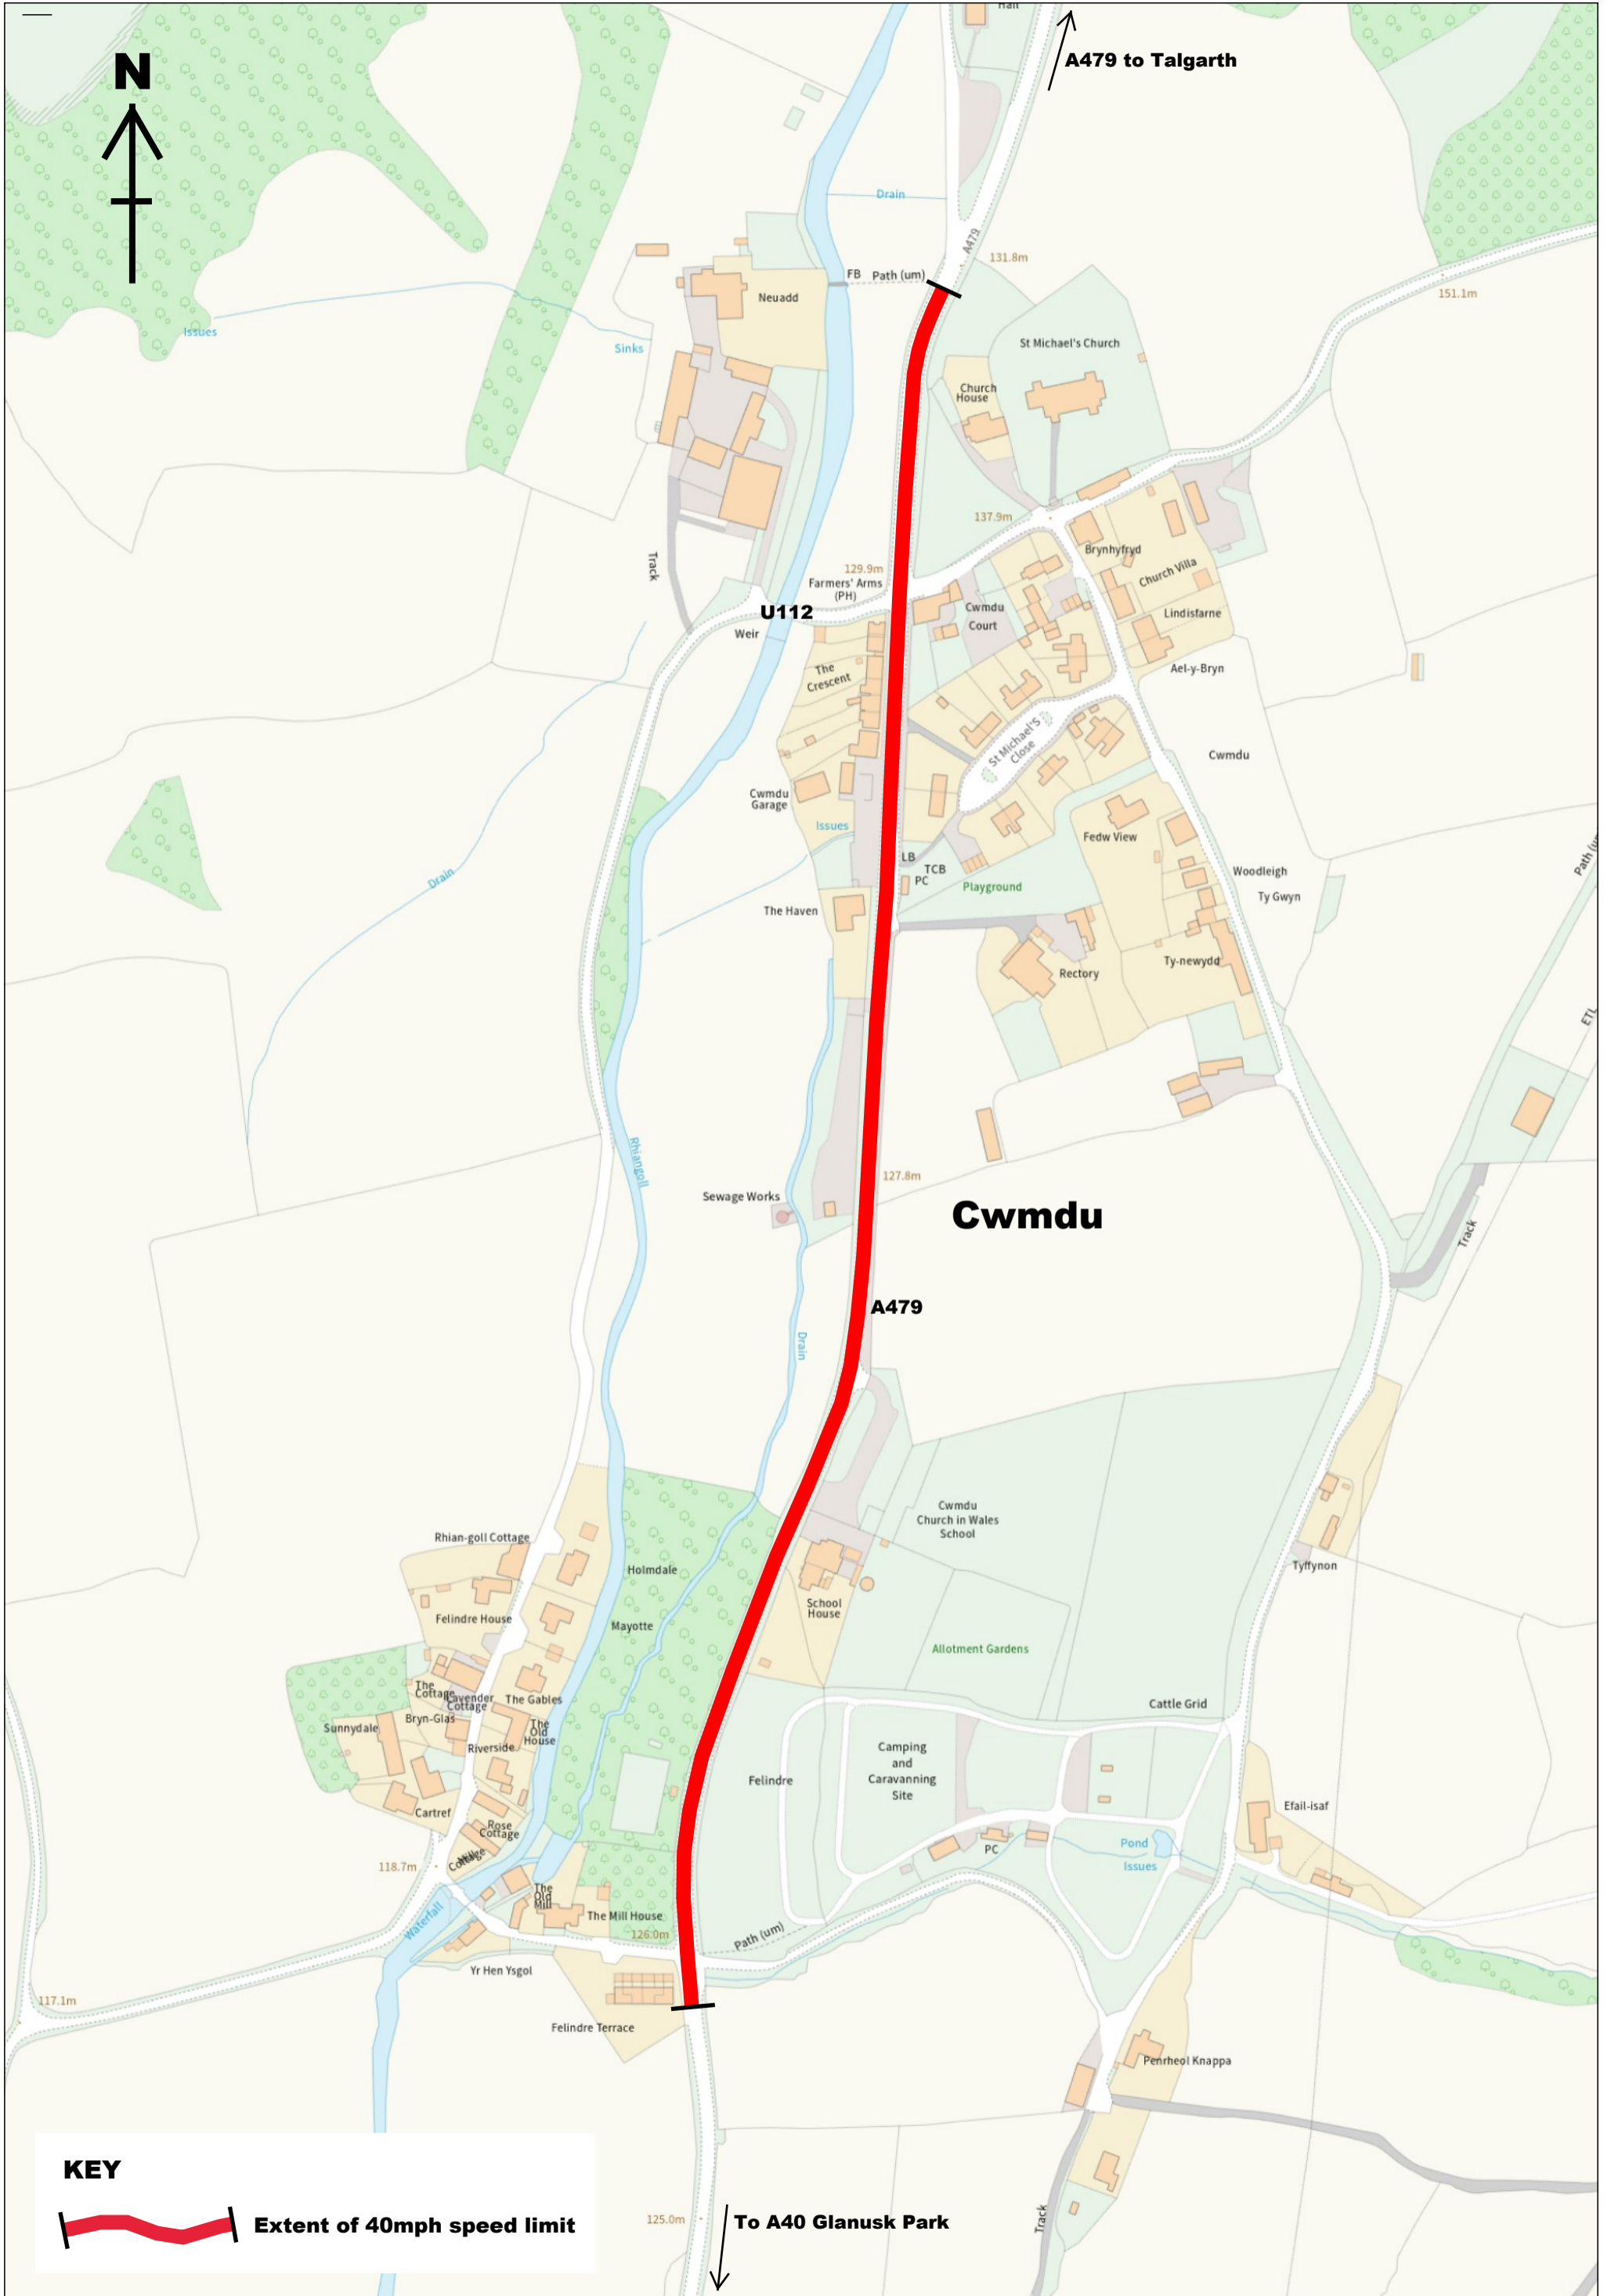 Hall
A479 to Talgarth
N
Drain
A479
131.8m
FB
Path (um)
151.1m
Neuadd
Issues
Sinks
St Michael's Church
Church
House
137.9m
Brynhyfryd
Track
129.9m
Farmers' Arms
(PH)
Church Villa
U112
Cwmdu
Court
Lindisfarne
Weir
The
Crescent
Ael-y-Bryn
St Michael's
Close
Cwmdu
Cwmdu
Garage
Issues
Fedw View
LB
TCB
PC
Playground
Woodleigh
Ty Gwyn
Drain
The Haven
Rectory
Ty-newydd
ETL
Rhiangoll
127.8m
Sewage Works
Cwmdu
Track
A479
Drain
Cwmdu
Church in Wales
School
Rhian-goll Cottage
Holmdale
Tyffynon
School
House
Felindre House
Mayotte
Allotment Gardens
The
Cottage
Lavender
Cottage
The Gables
Cattle Grid
Sunnydale
Bryn-Glas
The
Old
House
Riverside
Camping
and
Caravanning
Site
Felindre
Cartref
Rose
Cottage
Efail-isaf
Cottage
PC
Pond
Issues
118.7m
The
Old
Mill
The Mill House
Waterfall
126.0m
Path (um)
Yr Hen Ysgol
117.1m
Felindre Terrace
Penrheol Knappa
KEY
Extent of 40mph speed limit
125.0m
To A40 Glanusk Park
Track